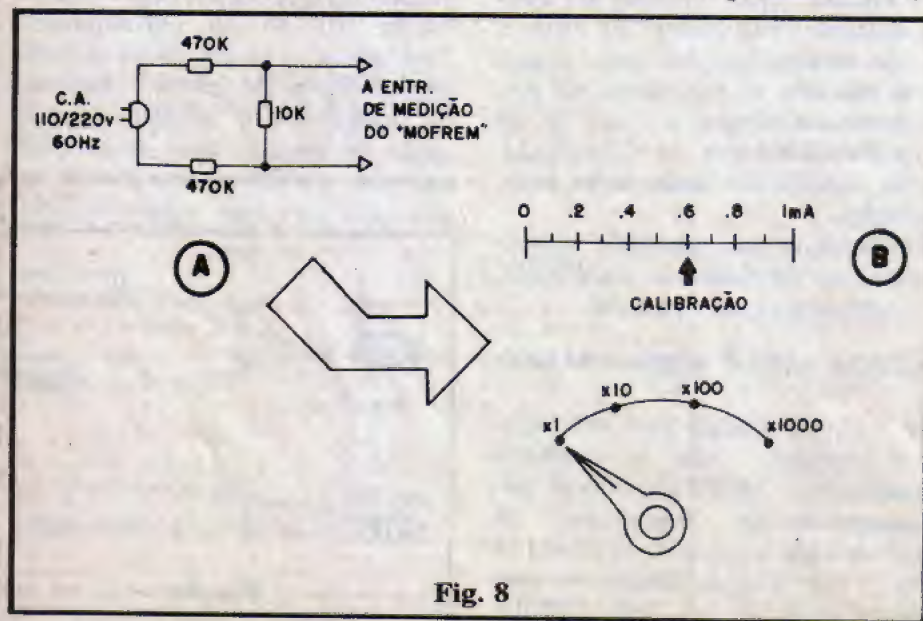 470K
C.A.
110/220v
60Hz
10K
A ENTR.
DE MEDIÇÃO
DO "MOFREM"
470K
A
0 .2 .4 .6 .8 1mA
B
CALIBRAÇÃO
x1 x10 x100 x1000
Fig. 8